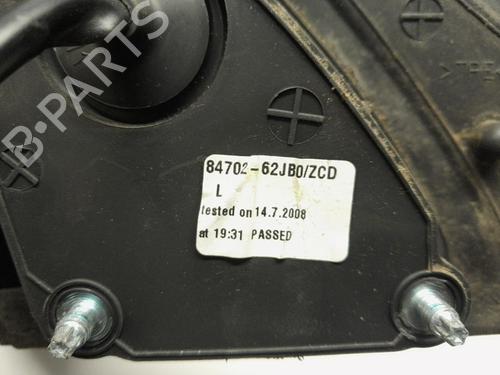 B-PARTS
84702-62JB0/ZCD
L
tested on 14.7.2008
at 19:31 PASSED